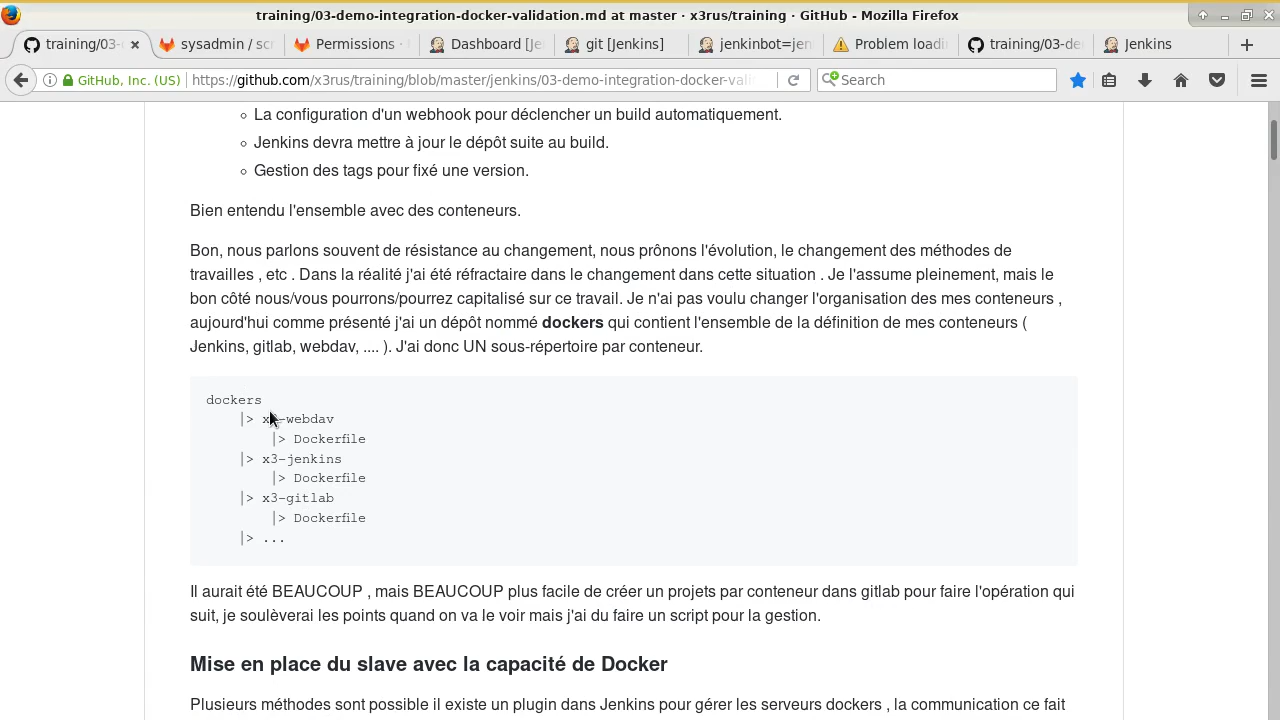 training/03-demo-integration-docker-validation.md at master · x3rus/training · GitHub - Mozilla Firefox
training/03- sysadmin / scr Permissions · Dashboard [Je git [Jenkins] jenkinbot=jen Problem loadi training/03-de Jenkins
GitHub, Inc. (US) https://github.com/x3rus/training/blob/master/jenkins/03-demo-integration-docker-vali Search
La configuration d'un webhook pour déclencher un build automatiquement.
Jenkins devra mettre à jour le dépôt suite au build.
Gestion des tags pour fixé une version.
Bien entendu l'ensemble avec des conteneurs.
Bon, nous parlons souvent de résistance au changement, nous prônons l'évolution, le changement des méthodes de
travailles , etc . Dans la réalité j'ai été réfractaire dans le changement dans cette situation . Je l'assume pleinement, mais le
bon côté nous/vous pourrons/pourrez capitalisé sur ce travail. Je n'ai pas voulu changer l'organisation des mes conteneurs ,
aujourd'hui comme présenté j'ai un dépôt nommé dockers qui contient l'ensemble de la définition de mes conteneurs (
Jenkins, gitlab, webdav, .... ). J'ai donc UN sous-répertoire par conteneur.
dockers
|> x3-webdav
|> Dockerfile
|> x3-jenkins
|> Dockerfile
|> x3-gitlab
|> Dockerfile
|> ...
Il aurait été BEAUCOUP , mais BEAUCOUP plus facile de créer un projets par conteneur dans gitlab pour faire l'opération qui
suit, je soulèverai les points quand on va le voir mais j'ai du faire un script pour la gestion.
Mise en place du slave avec la capacité de Docker
Plusieurs méthodes sont possible il existe un plugin dans Jenkins pour gérer les serveurs dockers , la communication ce fait